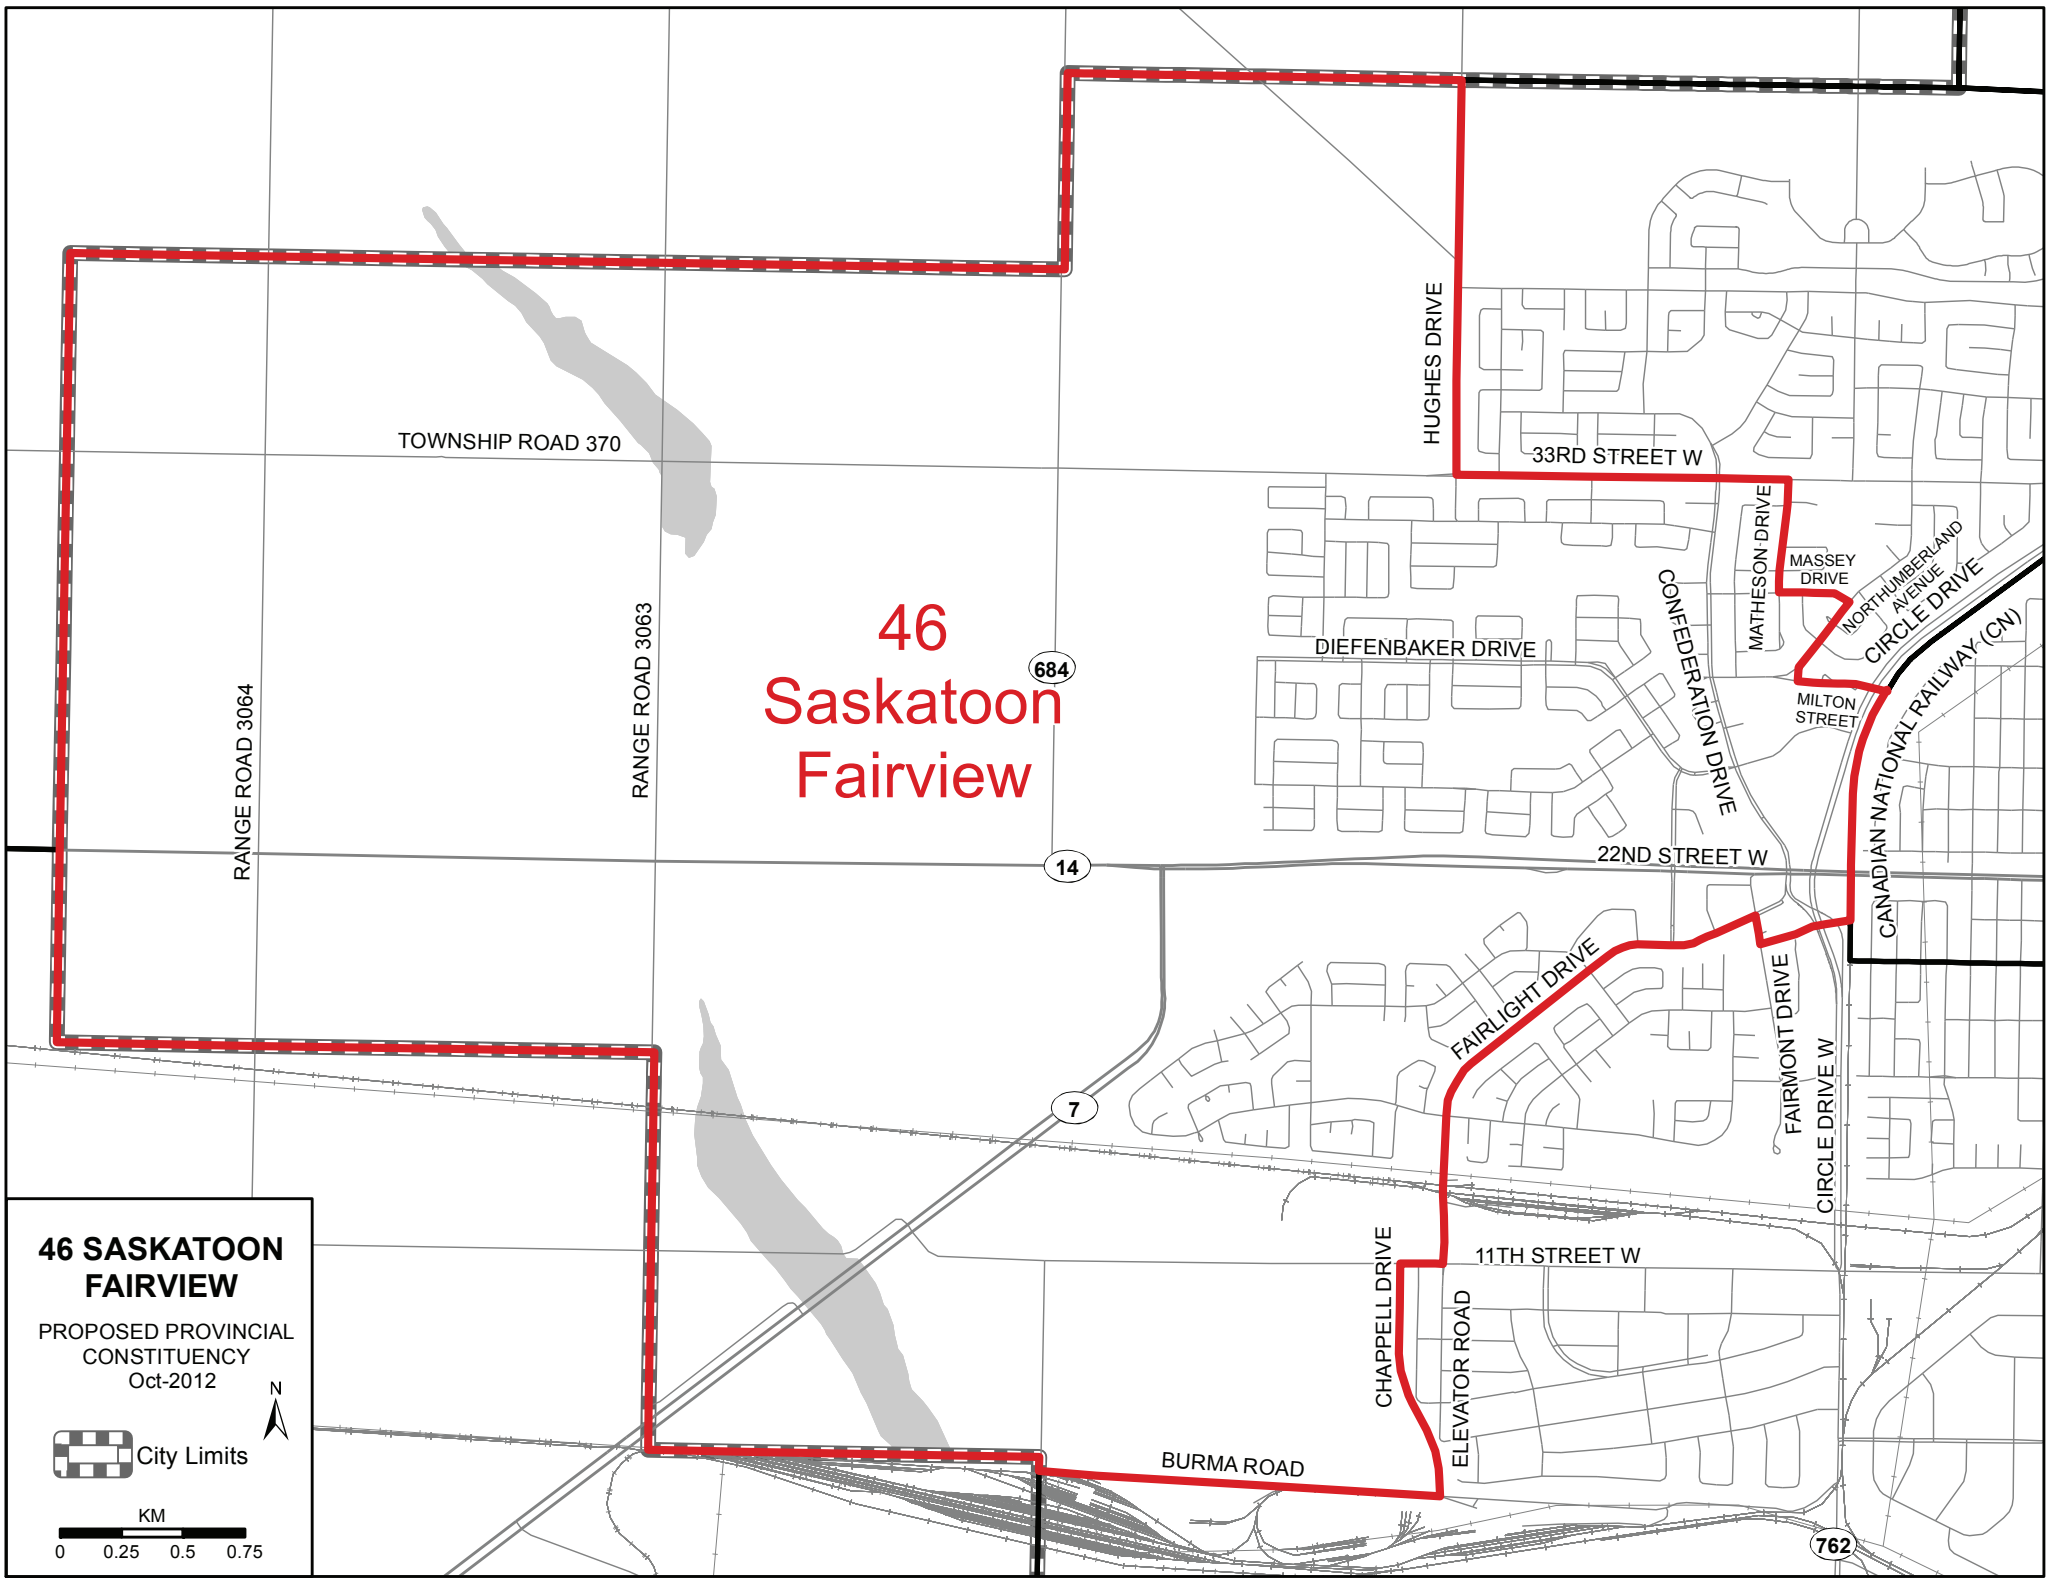 HUGHES DRIVE
TOWNSHIP ROAD 370
33RD STREET W
MATHESON DRIVE
MASSEY
DRIVE
NORTHUMBERLAND
AVENUE
CIRCLE DRIVE
CONFEDERATION DRIVE
CANADIAN NATIONAL RAILWAY (CN)
RANGE ROAD 3064
RANGE ROAD 3063
46
Saskatoon
Fairview
684
DIEFENBAKER DRIVE
MILTON
STREET
14
22ND STREET W
FAIRLIGHT DRIVE
FAIRMONT DRIVE
CIRCLE DRIVE W
7
CHAPPELL DRIVE
11TH STREET W
ELEVATOR ROAD
BURMA ROAD
762
46 SASKATOON
FAIRVIEW
PROPOSED PROVINCIAL
CONSTITUENCY
Oct-2012
N
City Limits
KM
0 0.25 0.5 0.75